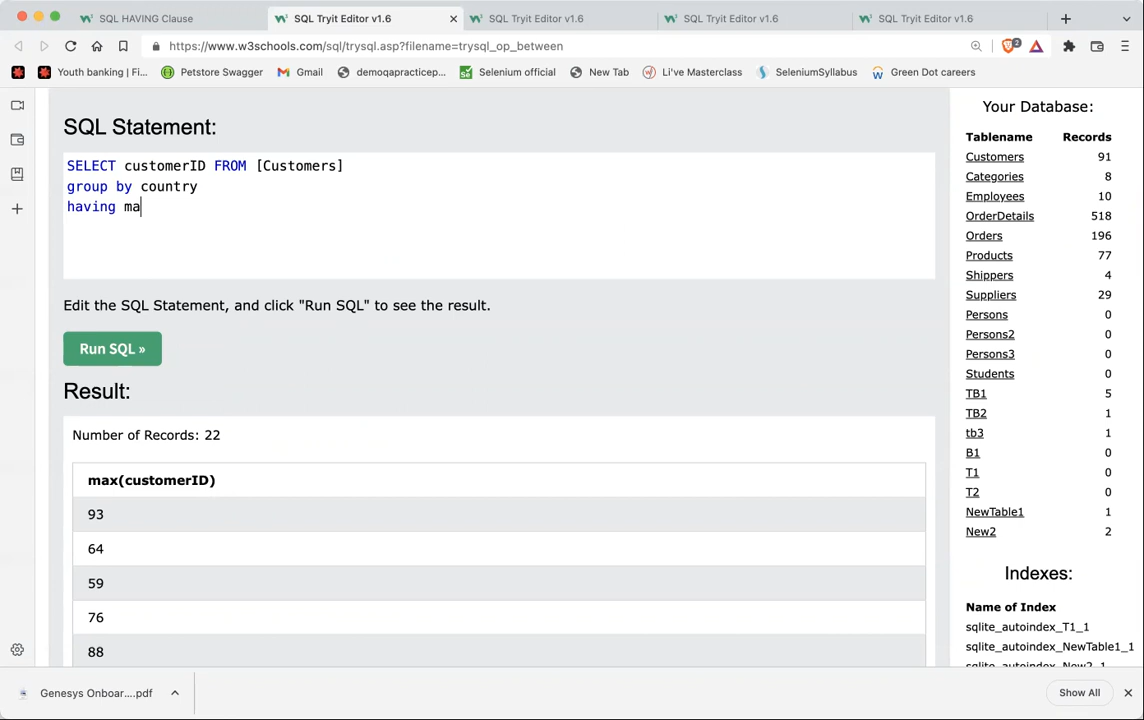 SQL HAVING Clause
SQL Tryit Editor v1.6
SQL Tryit Editor v1.6
SQL Tryit Editor v1.6
SQL Tryit Editor v1.6
https://www.w3schools.com/sql/trysql.asp?filename=trysql_op_between
2
Youth banking | Fi...
Petstore Swagger
Gmail
demoqapracticep...
Selenium official
New Tab
Li've Masterclass
SeleniumSyllabus
Green Dot careers
SQL Statement:
SELECT customerID FROM [Customers]
group by country
having ma
Edit the SQL Statement, and click "Run SQL" to see the result.
Run SQL »
Result:
Number of Records: 22
max(customerID)
93
64
59
76
88
Your Database:
Tablename Records
Customers 91
Categories 8
Employees 10
OrderDetails 518
Orders 196
Products 77
Shippers 4
Suppliers 29
Persons 0
Persons2 0
Persons3 0
Students 0
TB1 5
TB2 1
tb3 1
B1 0
T1 0
T2 0
NewTable1 1
New2 2
Indexes:
Name of Index
sqlite_autoindex_T1_1
sqlite_autoindex_NewTable1_1
sqlite_autoindex_New2_1
Genesys Onboar....pdf
Show All